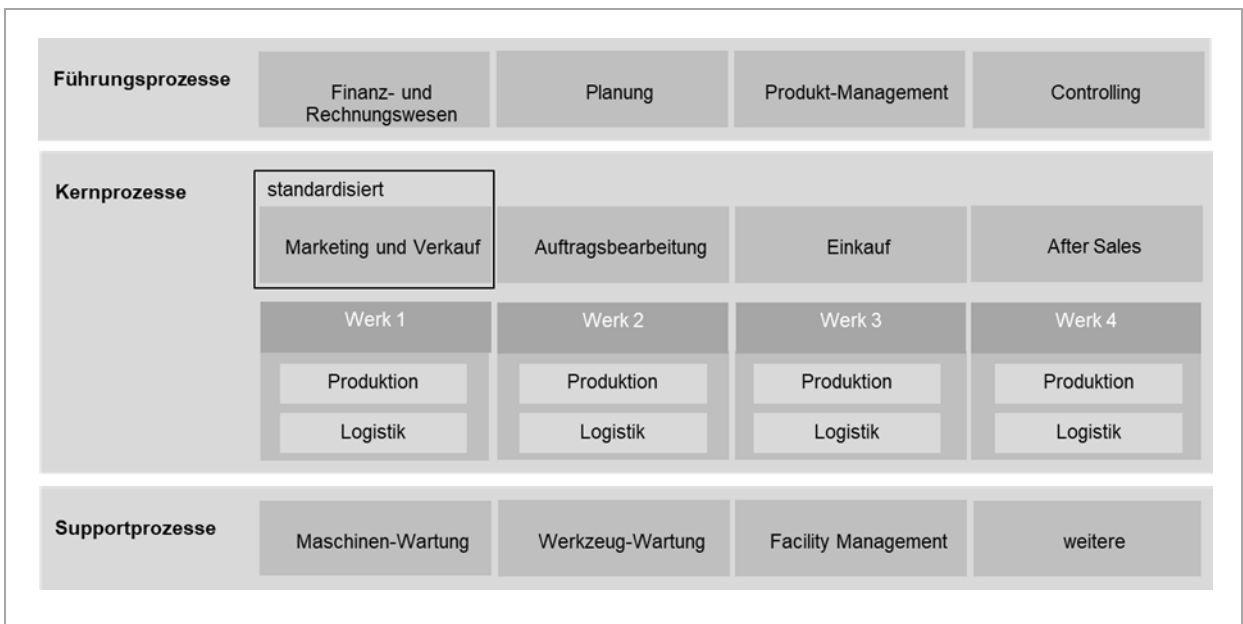 Führungsprozesse
Finanz- und
Rechnungswesen
Planung
Produkt-Management
Controlling
Kernprozesse
standardisiert
Marketing und Verkauf
Auftragsbearbeitung
Einkauf
After Sales
Werk 1
Werk 2
Werk 3
Werk 4
Produktion
Produktion
Produktion
Produktion
Logistik
Logistik
Logistik
Logistik
Supportprozesse
Maschinen-Wartung
Werkzeug-Wartung
Facility Management
weitere